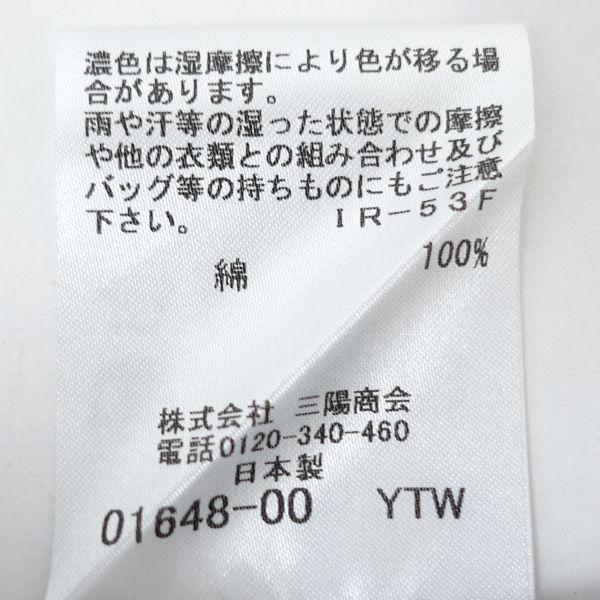 濃色は湿摩擦により色が移る場
合があります。
雨や汗等の湿った状態での摩擦
や他の衣類との組み合わせ及び
バッグ等の持ちものにもご注意
下さい。 ＩＲ－５３Ｆ
綿 100%
株式会社 三陽商会
電話0120-340-460
日本製
01648-00 YTW